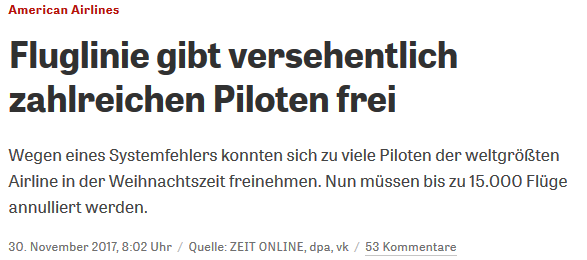 American Airlines
Fluglinie gibt versehentlich
zahlreichen Piloten frei
Wegen eines Systemfehlers konnten sich zu viele Piloten der weltgrößten
Airline in der Weihnachtszeit freinehmen. Nun müssen bis zu 15.000 Flüge
annulliert werden.
30. November 2017, 8:02 Uhr / Quelle: ZEIT ONLINE, dpa, vk / 53 Kommentare